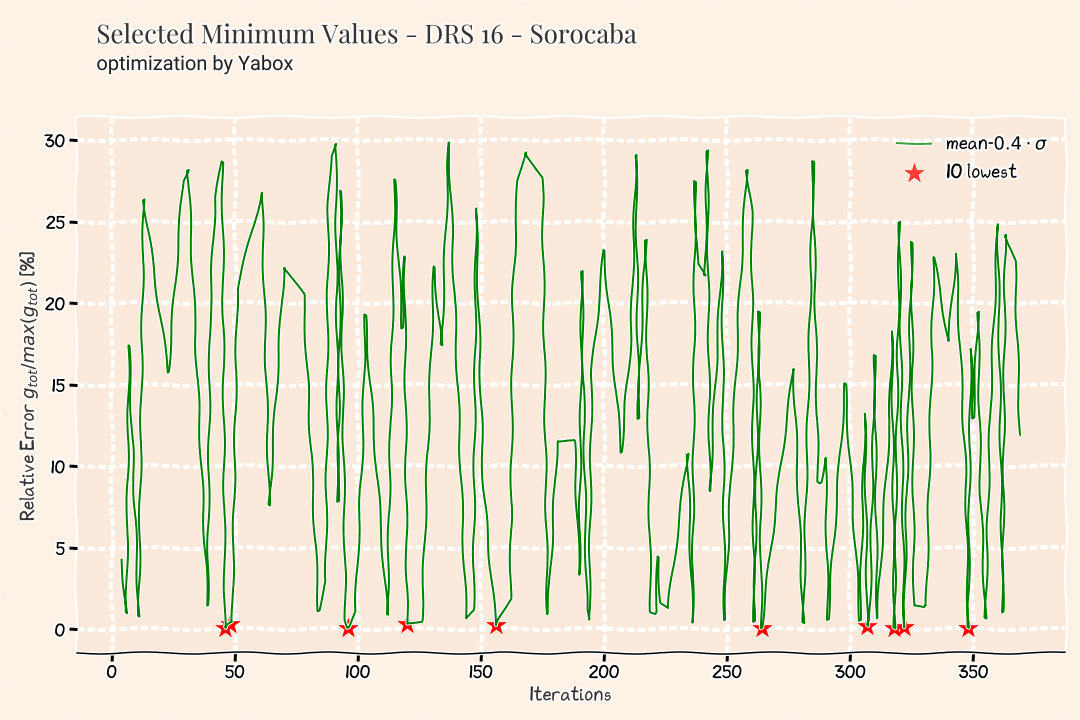 Selected Minimum Values - DRS 16 - Sorocaba
optimization by Yabox
30
25
20
15
10
5
0
Relative Error g_tot/max(g_tot) [%]
mean-0.4 · σ
10 lowest
0 50 100 150 200 250 300 350
Iterations